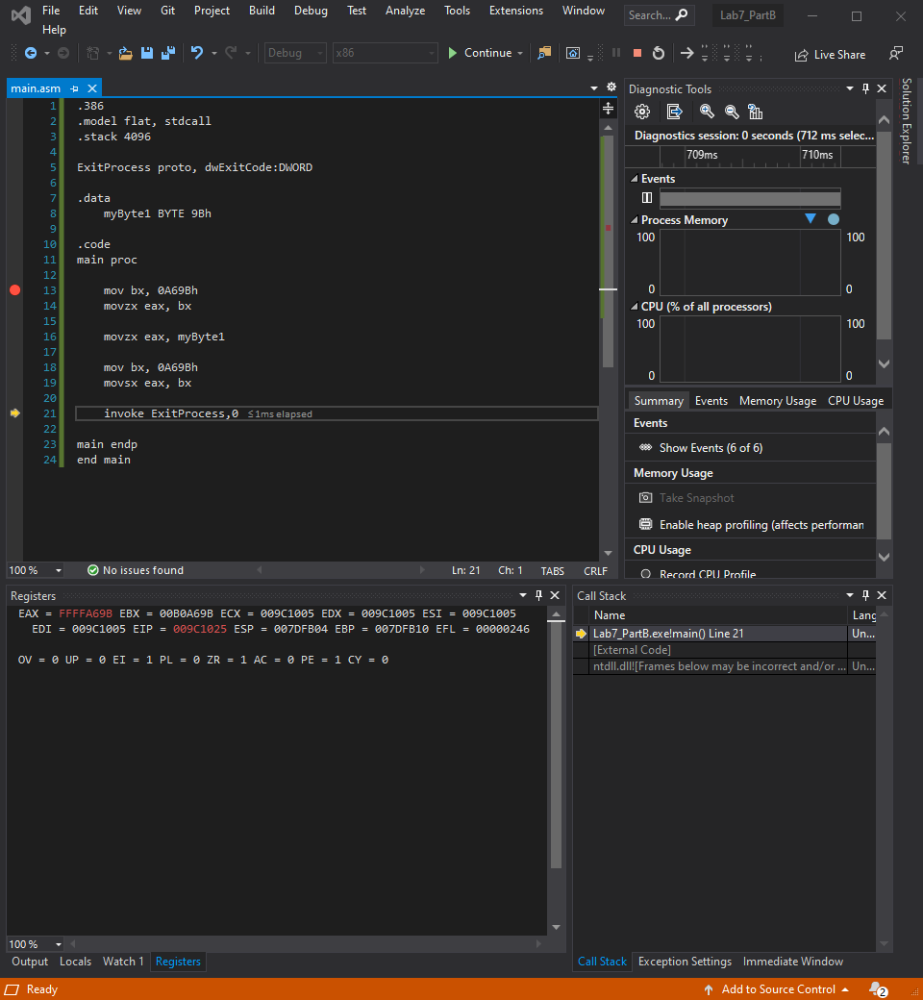 File Edit View Git Project Build Debug Test Analyze Tools Extensions Window Search... Lab7_PartB
Help
Debug x86 Continue Live Share
main.asm
1 .386
2 .model flat, stdcall
3 .stack 4096
4
5 ExitProcess proto, dwExitCode:DWORD
6
7 .data
8 myByte1 BYTE 9Bh
9
10 .code
11 main proc
12
13 mov bx, 0A69Bh
14 movzx eax, bx
15
16 movzx eax, myByte1
17
18 mov bx, 0A69Bh
19 movsx eax, bx
20
21 invoke ExitProcess,0 ≤1ms elapsed
22
23 main endp
24 end main
100 % No issues found Ln: 21 Ch: 1 TABS CRLF
Diagnostic Tools
Diagnostics session: 0 seconds (712 ms selec...
709ms 710ms
Events
Process Memory
100 100
0 0
CPU (% of all processors)
100 100
0 0
Summary Events Memory Usage CPU Usage
Events
Show Events (6 of 6)
Memory Usage
Take Snapshot
Enable heap profiling (affects performan
CPU Usage
Record CPU Profile
Solution Explorer
Registers
EAX = FFFFA69B EBX = 00B0A69B ECX = 009C1005 EDX = 009C1005 ESI = 009C1005
EDI = 009C1005 EIP = 009C1025 ESP = 007DFB04 EBP = 007DFB10 EFL = 00000246
OV = 0 UP = 0 EI = 1 PL = 0 ZR = 1 AC = 0 PE = 1 CY = 0
100 %
Output Locals Watch 1 Registers
Call Stack
Name Lang
Lab7_PartB.exe!main() Line 21 Un...
[External Code]
ntdll.dll![Frames below may be incorrect and/or ... Un...
Call Stack Exception Settings Immediate Window
Ready Add to Source Control 2